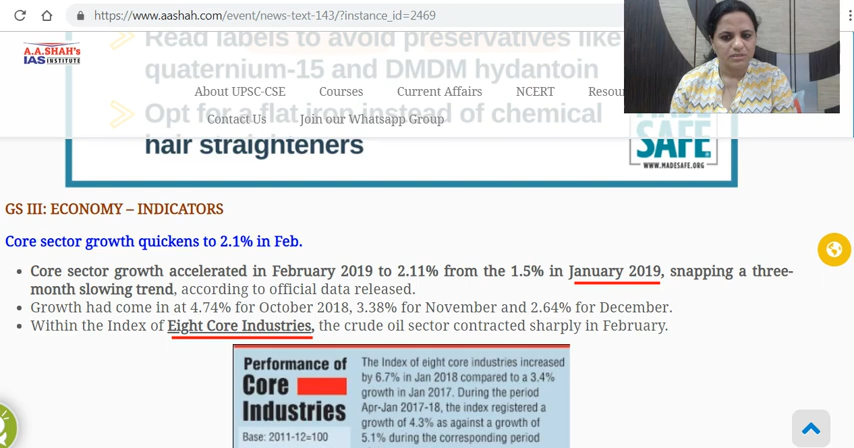 https://www.aashah.com/event/news-text-143/?instance_id=2469
Read labels to avoid preservatives like
A.A.SHAH's
IAS INSTITUTE
quaternium-15 and DMDM hydantoin
About UPSC-CSE Courses Current Affairs NCERT Resou
Opt for a flat iron instead of chemical
Contact Us Join our Whatsapp Group
hair straighteners
MADE
SAFE
WWW.MADESAFE.ORG
GS III: ECONOMY – INDICATORS
Core sector growth quickens to 2.1% in Feb.
Core sector growth accelerated in February 2019 to 2.11% from the 1.5% in January 2019, snapping a three-
month slowing trend, according to official data released.
Growth had come in at 4.74% for October 2018, 3.38% for November and 2.64% for December.
Within the Index of Eight Core Industries, the crude oil sector contracted sharply in February.
Performance of
Core
Industries
Base: 2011-12=100
The Index of eight core industries increased
by 6.7% in Jan 2018 compared to a 3.4%
growth in Jan 2017. During the period
Apr-Jan 2017-18, the index registered a
growth of 4.3% as against a growth of
5.1% during the corresponding period